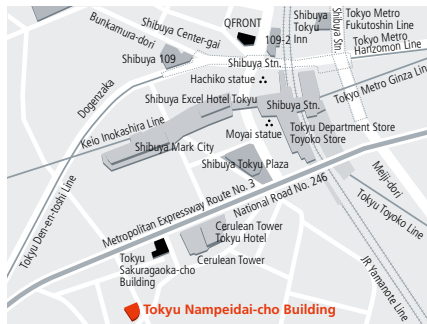 Shibuya Center-gai
Bunkamura-dori
QFRONT
109-2
Shibuya
Tokyu
Inn
Shibuya Stn.
Tokyo Metro
Fukutoshin Line
Tokyo Metro
Hanzomon Line
Shibuya 109
Shibuya Stn.
Hachiko statue
Dogenzaka
Shibuya Excel Hotel Tokyu
Shibuya Stn.
Tokyo Metro Ginza Line
Keio Inokashira Line
Moyai statue
Tokyu Department Store
Toyoko Store
Shibuya Mark City
Shibuya Tokyu Plaza
Meiji-dori
Metropolitan Expressway Route No. 3
National Road No. 246
Tokyu Toyoko Line
Tokyu Den-en-toshi Line
Cerulean Tower
Tokyu Hotel
Cerulean Tower
Tokyu
Sakuragaoka-cho
Building
JR Yamanote Line
Tokyu Nampeidai-cho Building